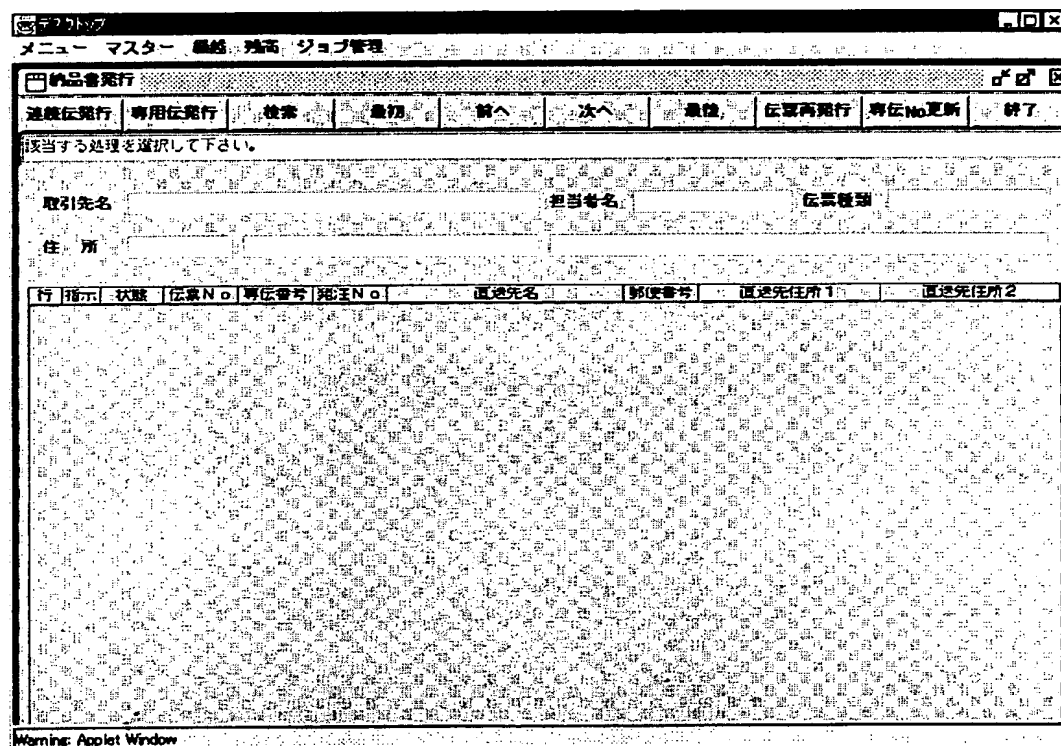 デスクトップ
メニュー マスター 繰越 残高 ジョブ管理
納品書発行
連続伝発行 専用伝発行 検索 最初 前へ 次へ 最後 伝票再発行 専伝No更新 終了
該当する処理を選択して下さい。
取引先名 担当者名 伝票種類
住 所
行 指示 状態 伝票No 専伝番号 発注No 直送先名 郵便番号 直送先住所1 直送先住所2
Warning: Applet Window